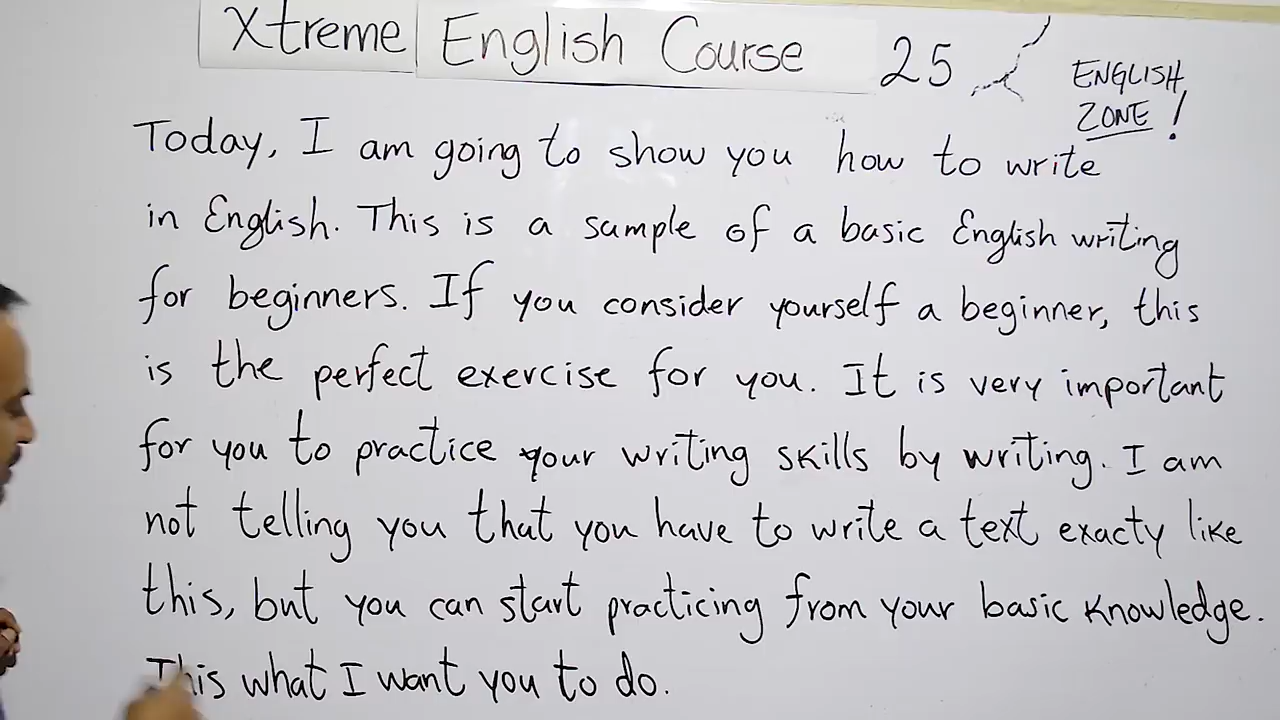 Xtreme English Course 25
ENGLISH
ZONE!
Today, I am going to show you how to write
in English. This is a sample of a basic English writing
for beginners. If you consider yourself a beginner, this
is the perfect exercise for you. It is very important
for you to practice your writing skills by writing. I am
not telling you that you have to write a text exacty like
this, but you can start practicing from your basic knowledge.
This what I want you to do.